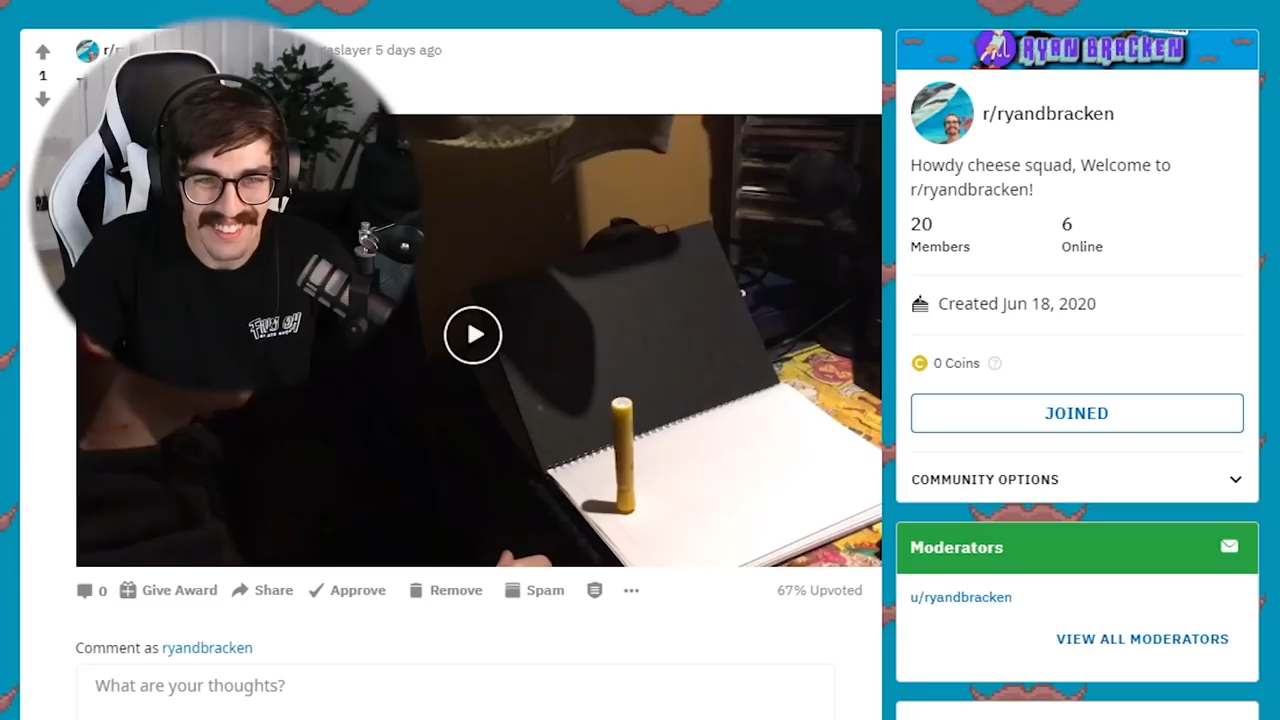 r/r
aslayer 5 days ago
1
RYAN BRACKEN
r/ryandbracken
Howdy cheese squad, Welcome to
r/ryandbracken!
20 6
Members Online
Created Jun 18, 2020
0 Coins
JOINED
COMMUNITY OPTIONS
Moderators
u/ryandbracken
VIEW ALL MODERATORS
0 Give Award Share Approve Remove Spam 67% Upvoted
Comment as ryandbracken
What are your thoughts?